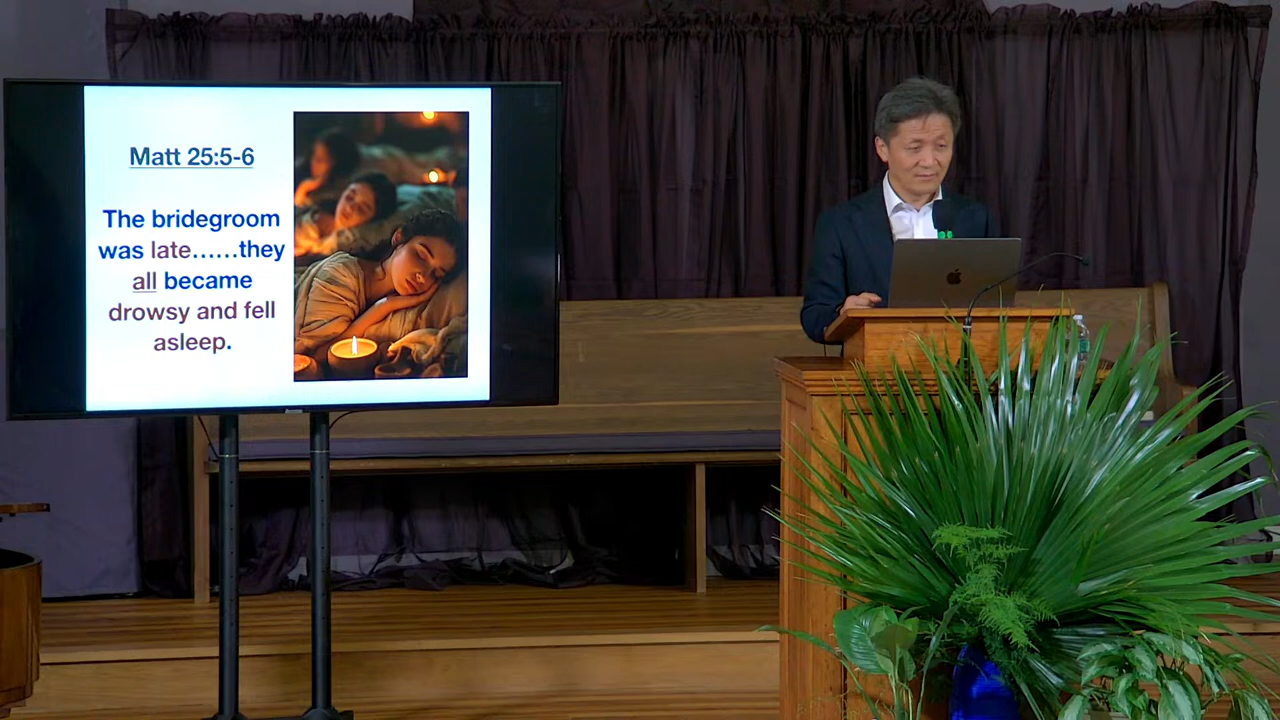 Matt 25:5-6
The bridegroom
was late......they
all became
drowsy and fell
asleep.